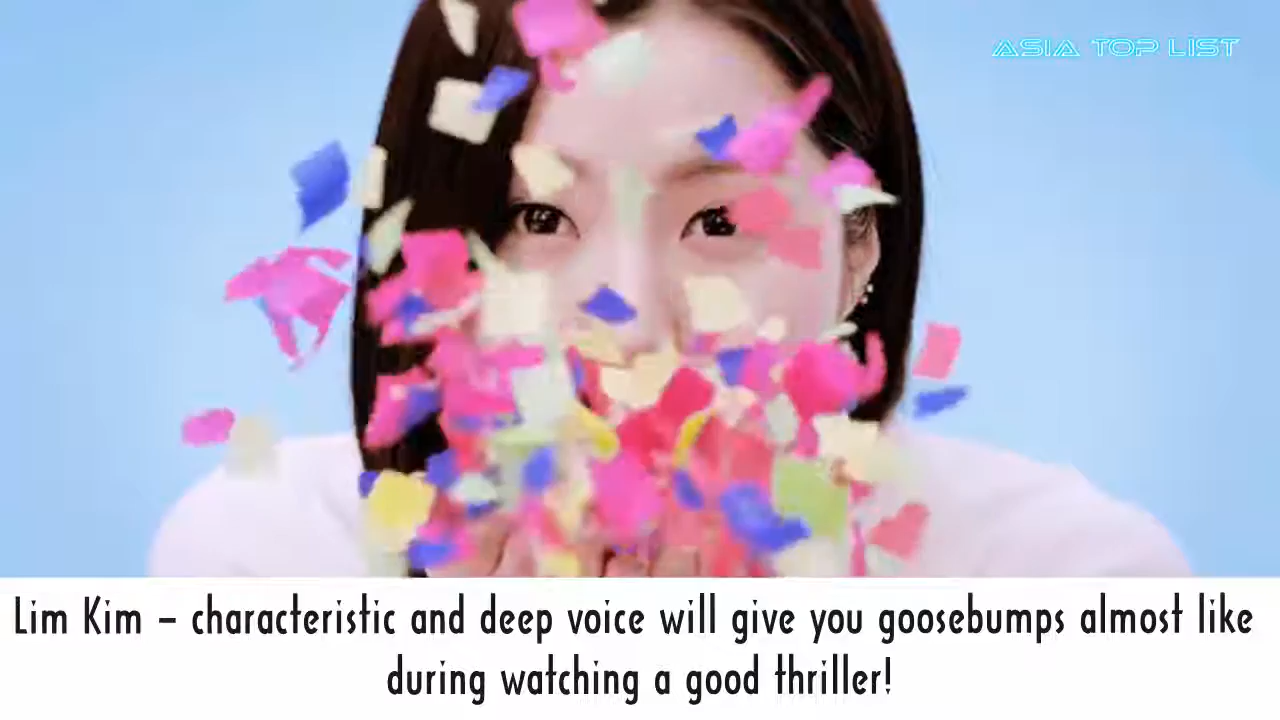 ASIA TOP LIST
Lim Kim – characteristic and deep voice will give you goosebumps almost like
during watching a good thriller!